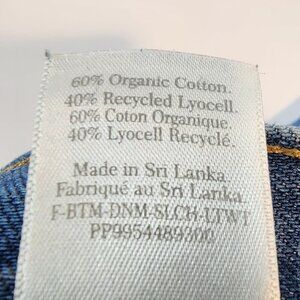 60% Organic Cotton.
40% Recycled Lyocell.
60% Coton Organique
40% Lyocell Recyclé.
Made in Sri Lanka
Fabriqué au Sri Lanka.
F-BTM-DNM-SLCH-LTWT
PP9954489300